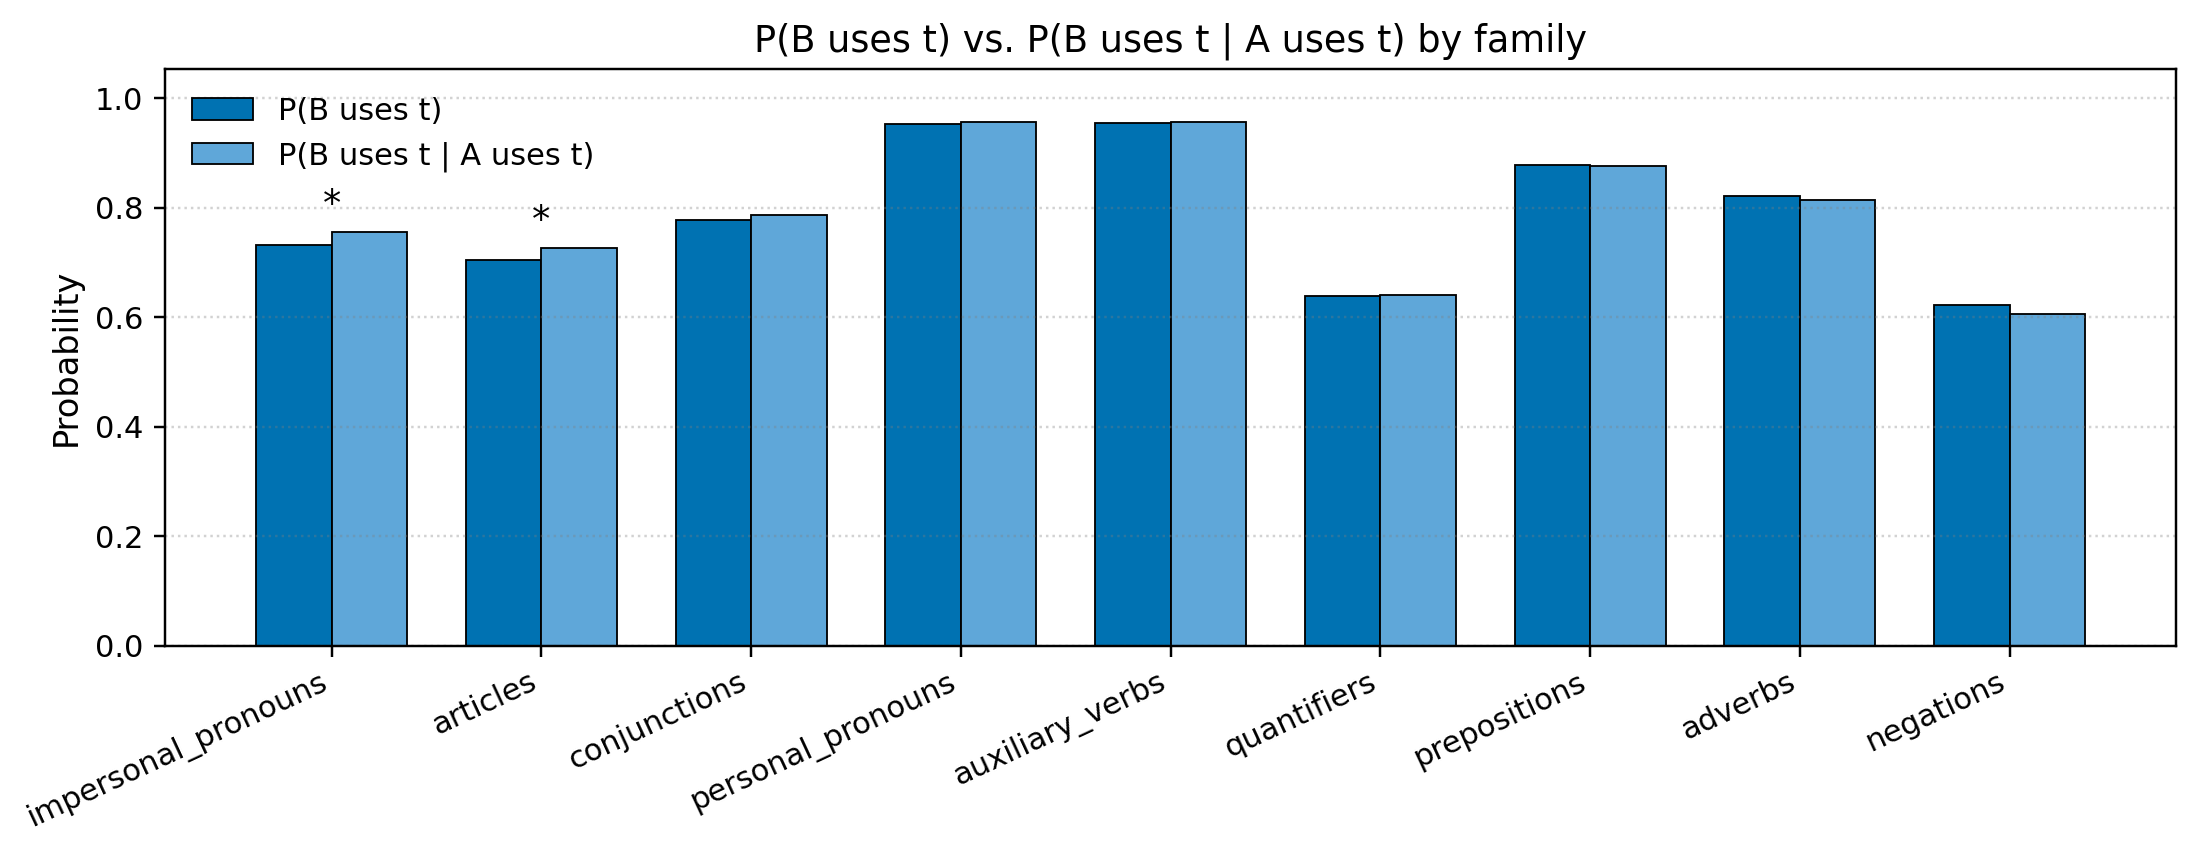 P(B uses t) vs. P(B uses t | A uses t) by family
P(B uses t)
P(B uses t | A uses t)
Probability
1.0
0.8
0.6
0.4
0.2
0.0
*
*
impersonal_pronouns
articles
conjunctions
personal_pronouns
auxiliary_verbs
quantifiers
prepositions
adverbs
negations